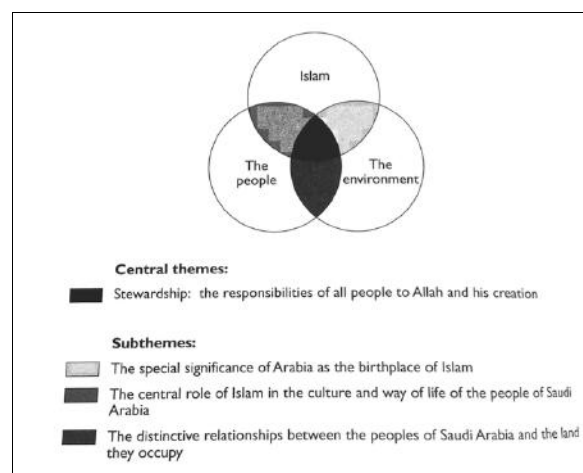 Islam
The
people
The
environment
Central themes:
Stewardship: the responsibilities of all people to Allah and his creation
Subthemes:
The special significance of Arabia as the birthplace of Islam
The central role of Islam in the culture and way of life of the people of Saudi
Arabia
The distinctive relationships between the peoples of Saudi Arabia and the land
they occupy